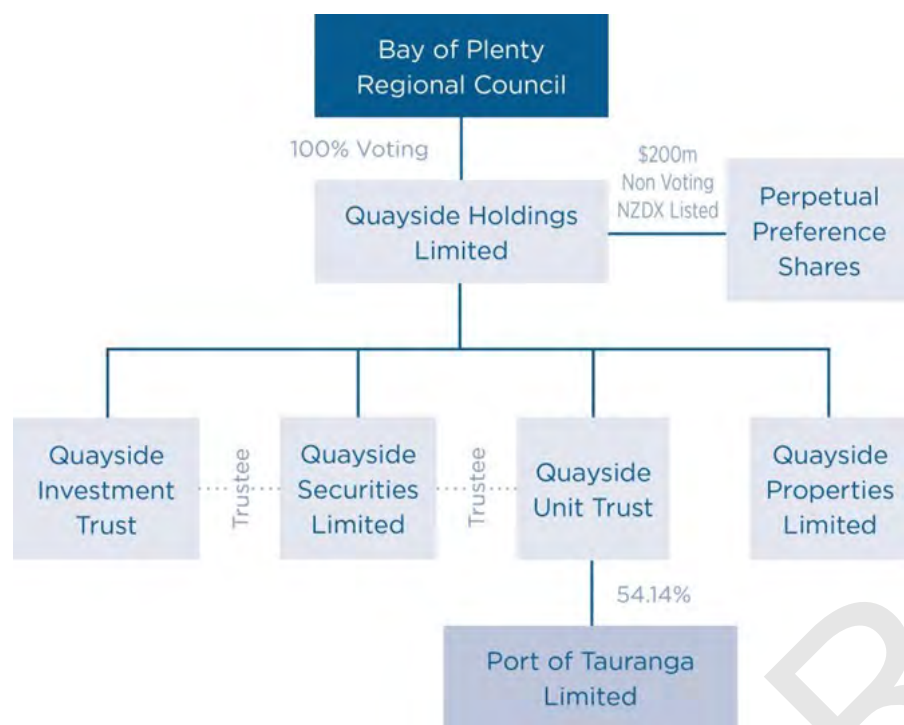 Bay of Plenty
Regional Council
100% Voting
$200m
Non Voting
NZDX Listed
Quayside Holdings
Limited
Perpetual
Preference
Shares
Quayside
Investment
Trust
Trustee
Quayside
Securities
Limited
Trustee
Quayside
Unit Trust
Quayside
Properties
Limited
54.14%
Port of Tauranga
Limited